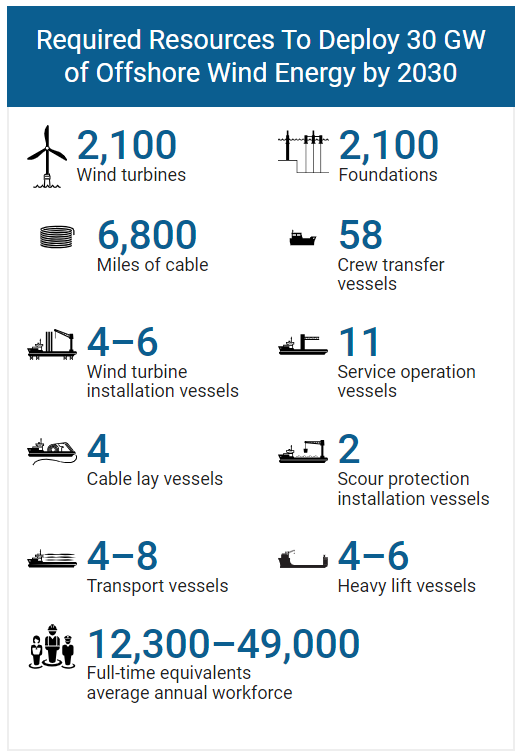 Required Resources To Deploy 30 GW
of Offshore Wind Energy by 2030
2,100
Wind turbines
2,100
Foundations
6,800
Miles of cable
58
Crew transfer
vessels
4–6
Wind turbine
installation vessels
11
Service operation
vessels
4
Cable lay vessels
2
Scour protection
installation vessels
4–8
Transport vessels
4–6
Heavy lift vessels
12,300–49,000
Full-time equivalents
average annual workforce